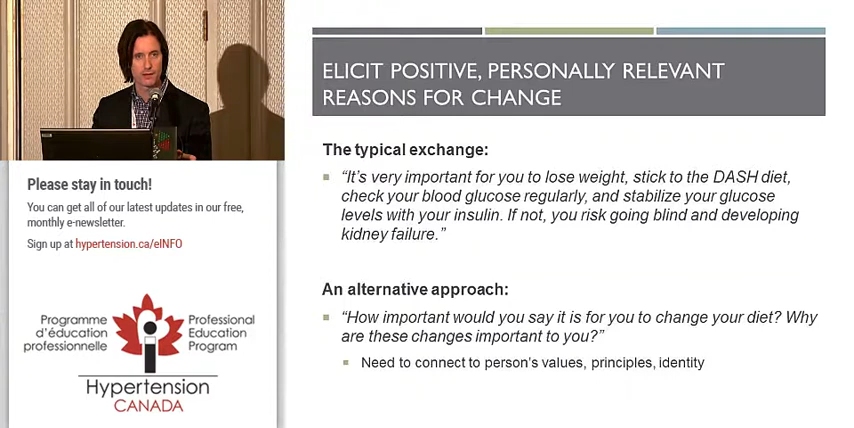 Please stay in touch!
You can get all of our latest updates in our free,
monthly e-newsletter.
Sign up at hypertension.ca/eINFO
Programme
d'éducation
professionnelle
Professional
Education
Program
Hypertension
CANADA
ELICIT POSITIVE, PERSONALLY RELEVANT
REASONS FOR CHANGE
The typical exchange:
"It's very important for you to lose weight, stick to the DASH diet,
check your blood glucose regularly, and stabilize your glucose
levels with your insulin. If not, you risk going blind and developing
kidney failure."
An alternative approach:
"How important would you say it is for you to change your diet? Why
are these changes important to you?"
Need to connect to person's values, principles, identity